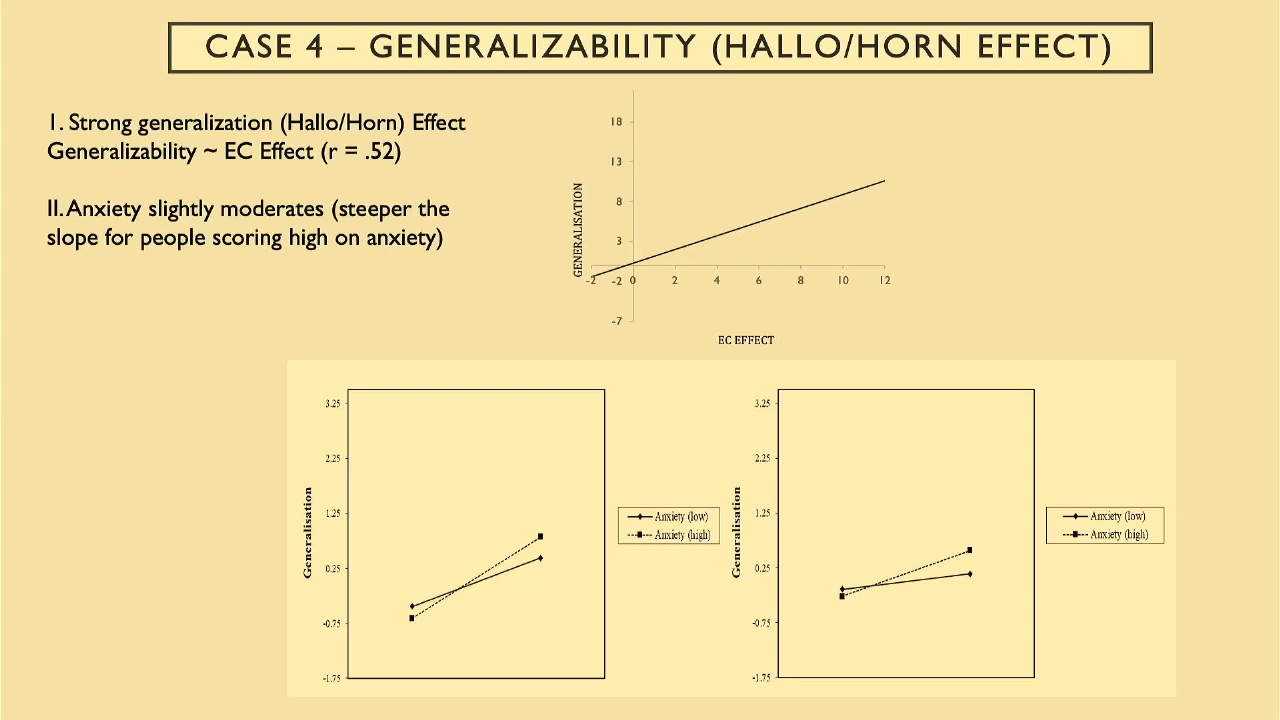 CASE 4 – GENERALIZABILITY (HALLO/HORN EFFECT)
I. Strong generalization (Hallo/Horn) Effect
Generalizability ~ EC Effect (r = .52)
II. Anxiety slightly moderates (steeper the
slope for people scoring high on anxiety)
GENERALISATION
18
13
8
3
-2
-7
-2 0 2 4 6 8 10 12
EC EFFECT
Generalisation
3.25
2.25
1.25
0.25
-0.75
-1.75
Anxiety (low)
Anxiety (high)
Generalisation
3.25
2.25
1.25
0.25
-0.75
-1.75
Anxiety (low)
Anxiety (high)